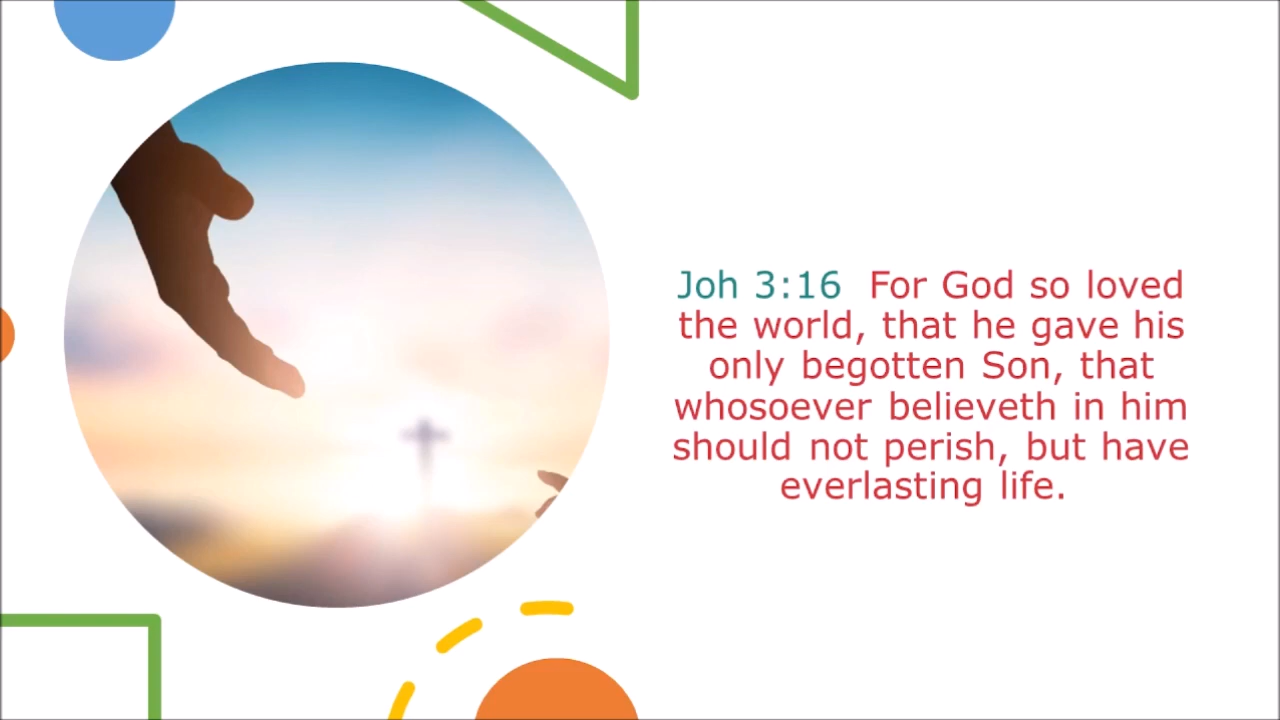 Joh 3:16  For God so loved
the world, that he gave his
only begotten Son, that
whosoever believeth in him
should not perish, but have
everlasting life.